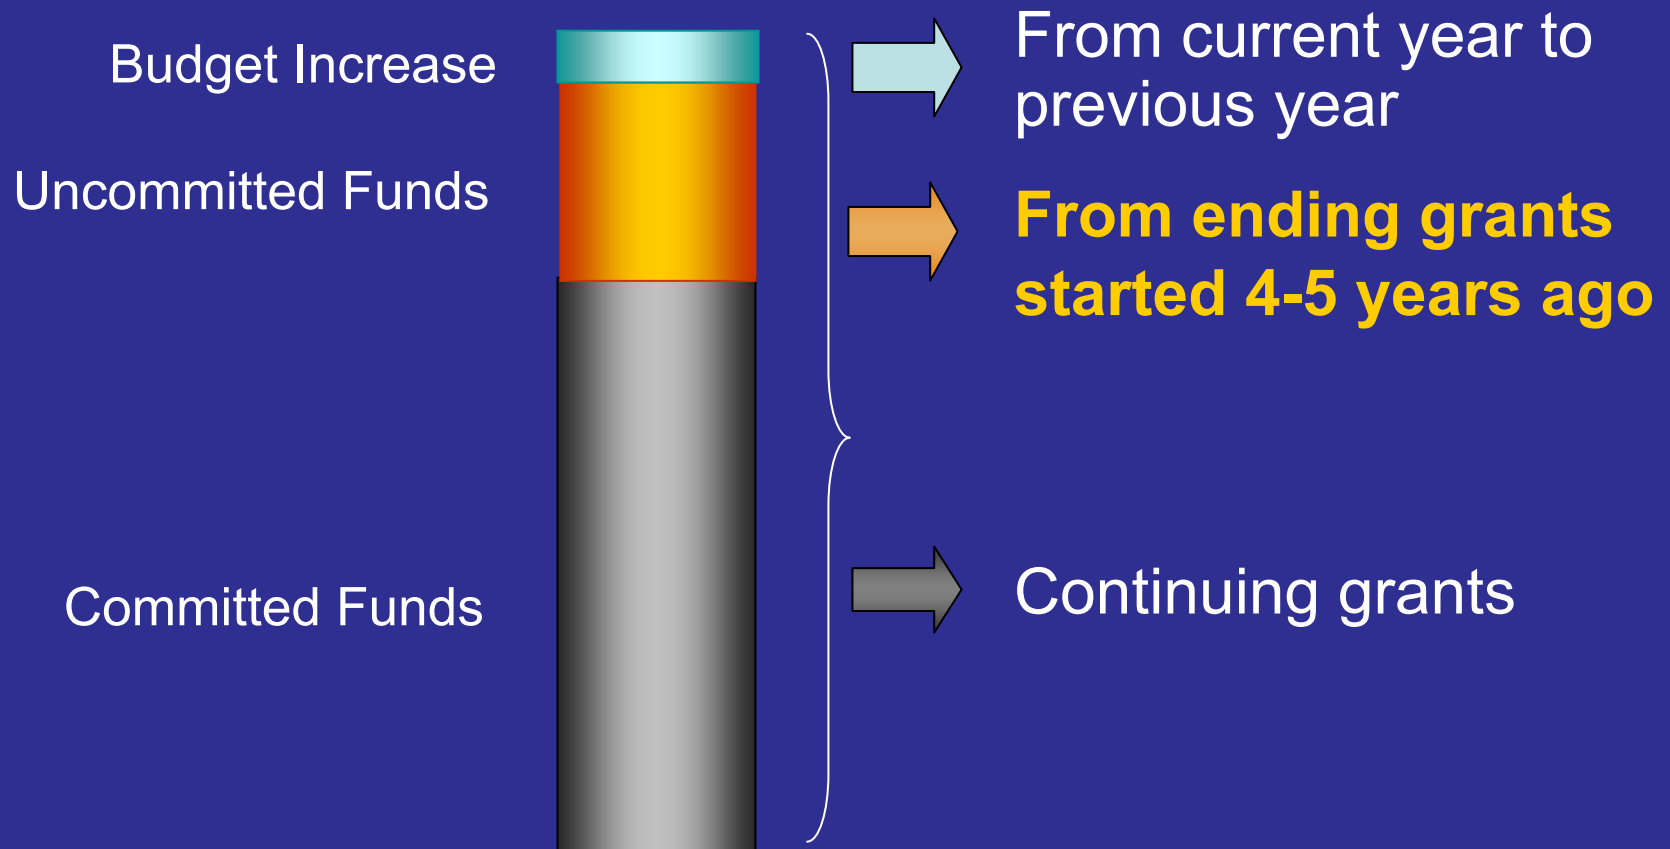 Budget Increase
From current year to
previous year
Uncommitted Funds
From ending grants
started 4-5 years ago
Committed Funds
Continuing grants